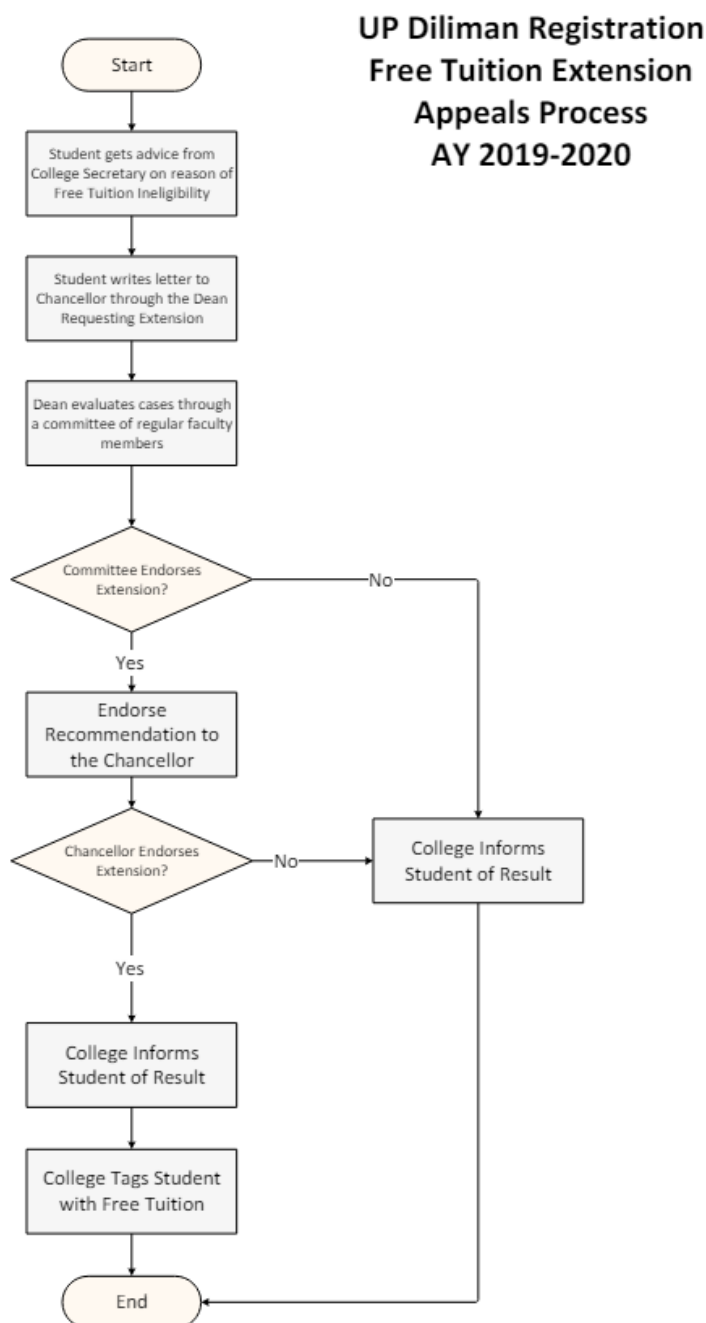 UP Diliman Registration
Free Tuition Extension
Appeals Process
AY 2019-2020
Start
Student gets advice from
College Secretary on reason of
Free Tuition Ineligibility
Student writes letter to
Chancellor through the Dean
Requesting Extension
Dean evaluates cases through
a committee of regular faculty
members
Committee Endorses
Extension?
No
Yes
Endorse
Recommendation to
the Chancellor
Chancellor Endorses
Extension?
No
College Informs
Student of Result
Yes
College Informs
Student of Result
College Tags Student
with Free Tuition
End